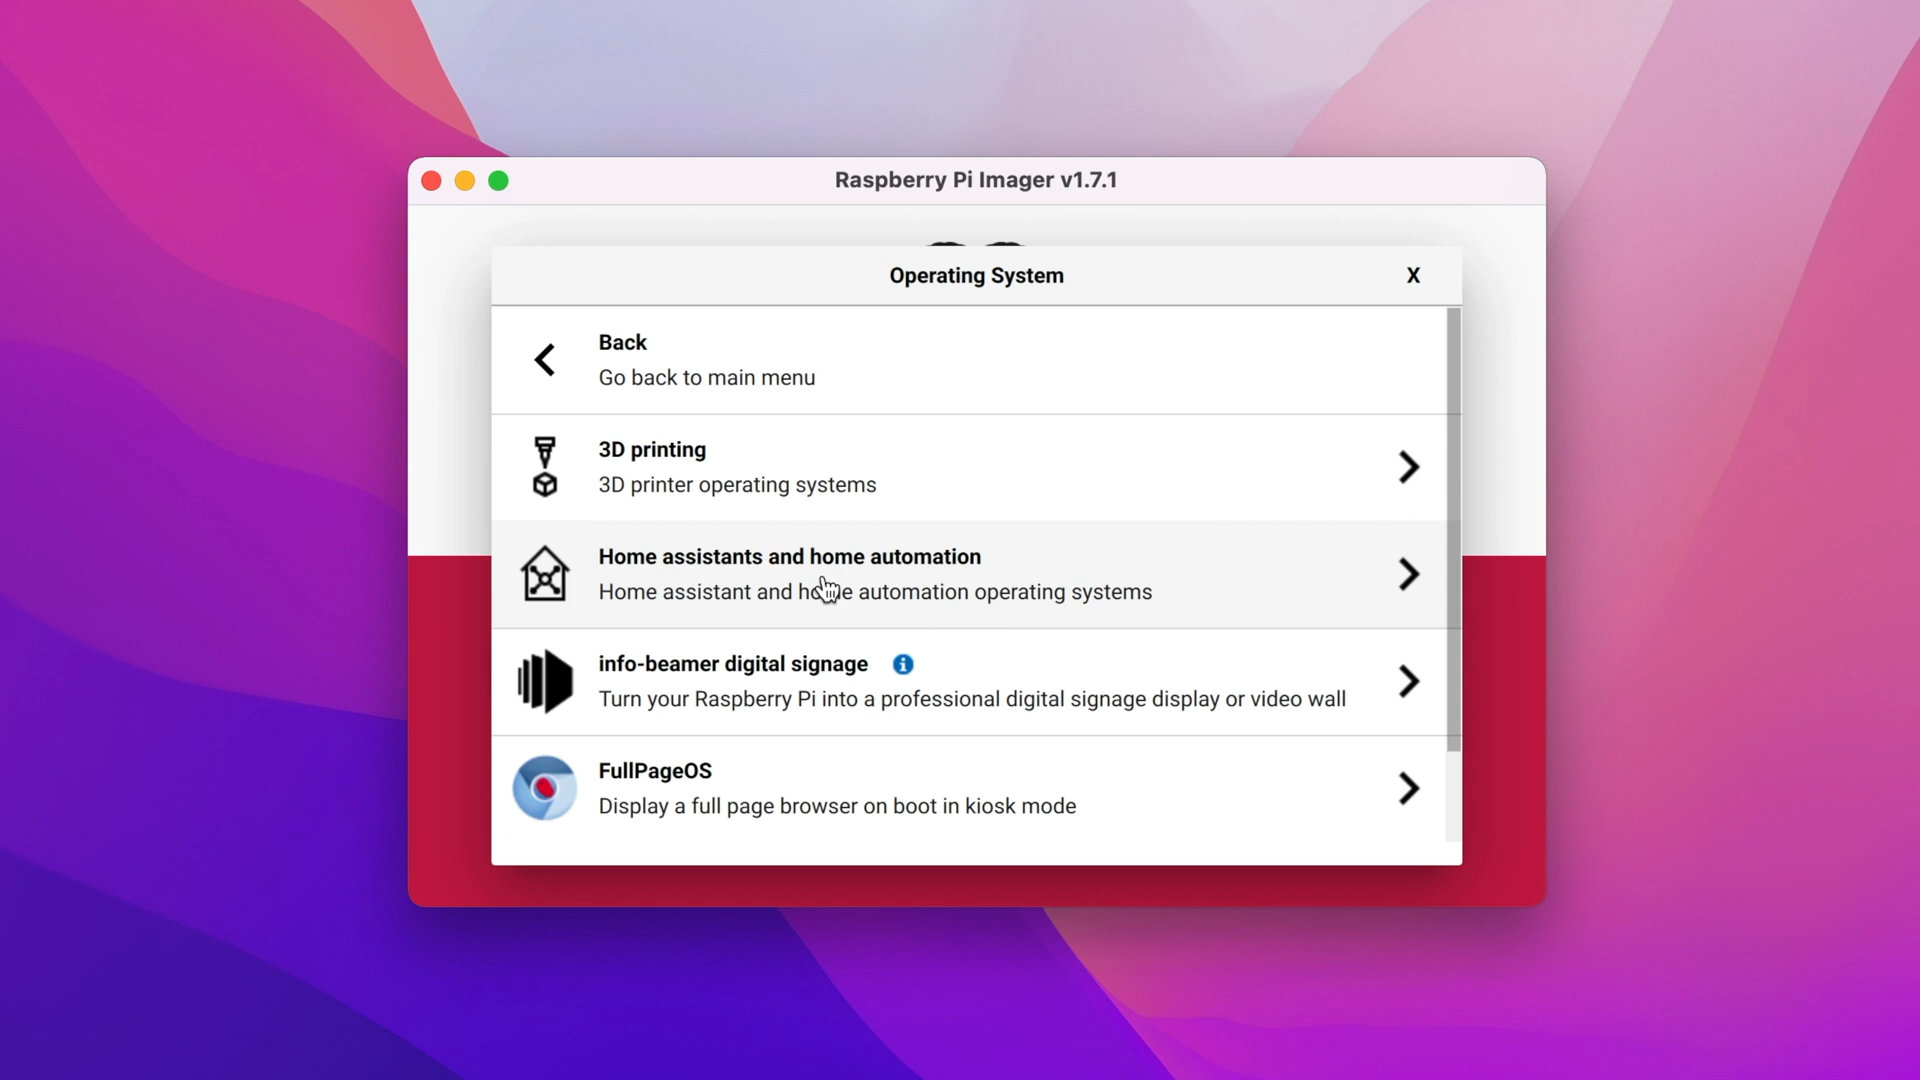 Raspberry Pi Imager v1.7.1
Operating System X
Back
Go back to main menu
3D printing
3D printer operating systems
Home assistants and home automation
Home assistant and home automation operating systems
info-beamer digital signage
Turn your Raspberry Pi into a professional digital signage display or video wall
FullPageOS
Display a full page browser on boot in kiosk mode